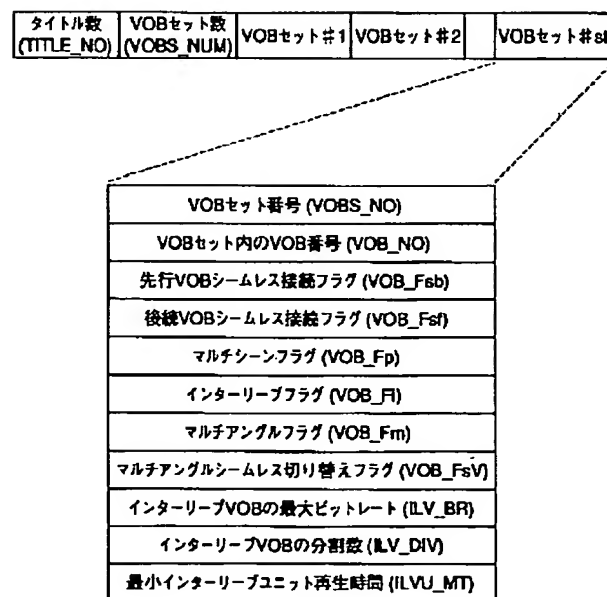 タイトル数
(TITLE_NO)
VOBセット数
(VOBS_NUM)
VOBセット#1
VOBセット#2
VOBセット#st
VOBセット番号 (VOBS_NO)
VOBセット内のVOB番号 (VOB_NO)
先行VOBシームレス接続フラグ (VOB_Fsb)
後続VOBシームレス接続フラグ (VOB_Fsf)
マルチシーンフラグ (VOB_Fp)
インターリーブフラグ (VOB_Fi)
マルチアングルフラグ (VOB_Fm)
マルチアングルシームレス切り替えフラグ (VOB_FsV)
インターリーブVOBの最大ビットレート (ILV_BR)
インターリーブVOBの分割数 (ILV_DIV)
最小インターリーブユニット再生時間 (ILVU_MT)